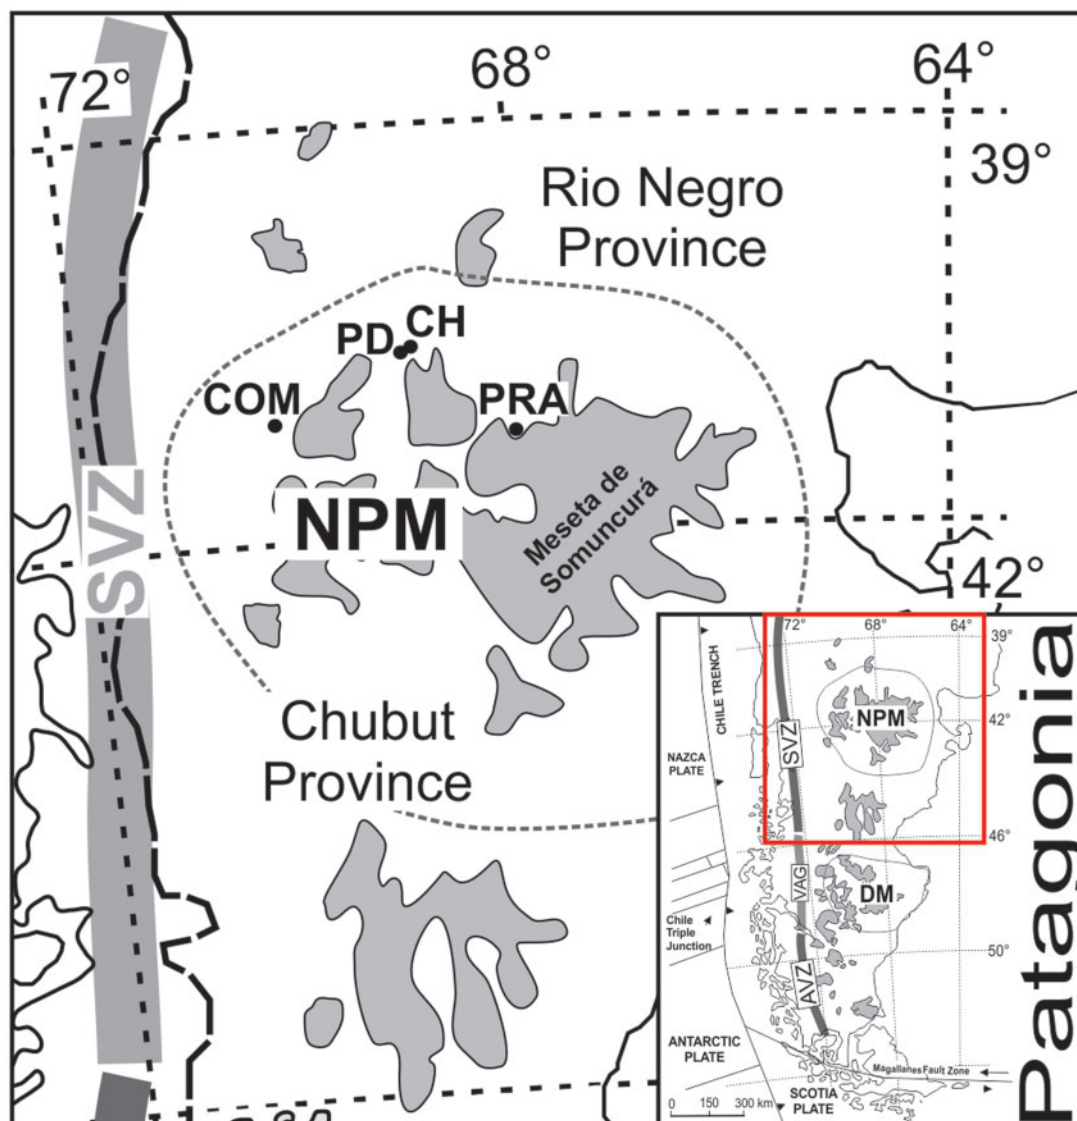 72°
68°
64°
39°
Rio Negro
Province
CH
PD
COM
PRA
SVZ
NPM
Meseta de
Somuncurá
42°
Chubut
Province
Patagonia
72°
68°
64°
39°
CHILE TRENCH
NPM
42°
SVZ
NAZCA
PLATE
46°
VAG
DM
Chile
Triple
Junction
50°
AVZ
ANTARCTIC
PLATE
Magallanes Fault Zone
SCOTIA
PLATE
0 150 300 km